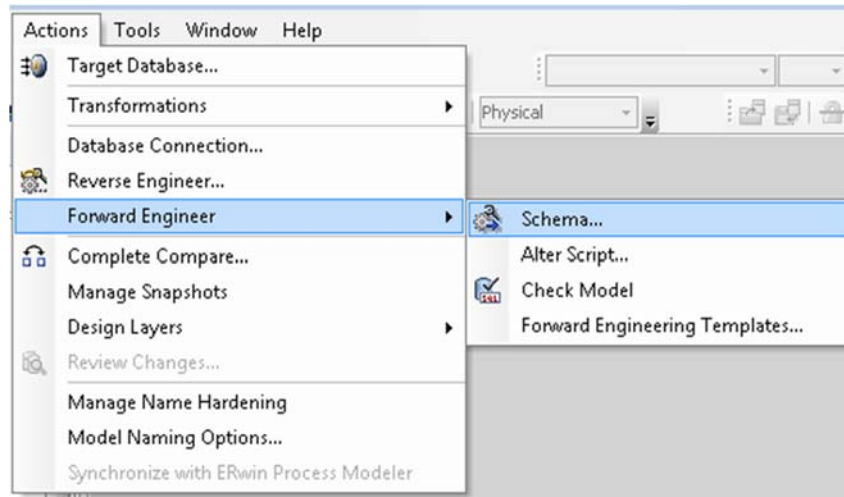 Actions Tools Window Help
Target Database...
Transformations
Physical
Database Connection...
Reverse Engineer...
Forward Engineer
Schema...
Complete Compare...
Alter Script...
Manage Snapshots
Check Model
Design Layers
Forward Engineering Templates...
Review Changes...
Manage Name Hardening
Model Naming Options...
Synchronize with ERwin Process Modeler